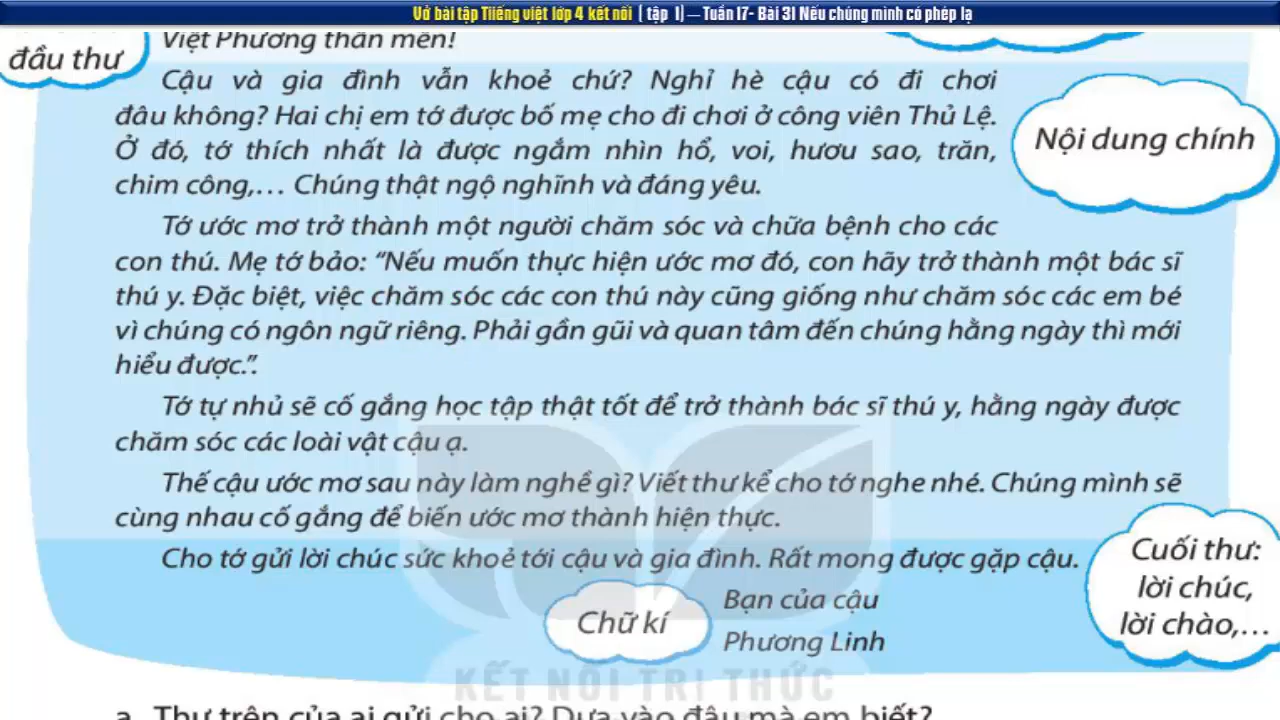 Vở bài tập Tiiếng việt lớp 4 kết nối ( tập 1) — Tuần 17- Bài 31 Nếu chúng mình có phép lạ
đầu thư
Việt Phương thân mến!
Cậu và gia đình vẫn khoẻ chứ? Nghỉ hè cậu có đi chơi
đâu không? Hai chị em tớ được bố mẹ cho đi chơi ở công viên Thủ Lệ.
Ở đó, tớ thích nhất là được ngắm nhìn hổ, voi, hươu sao, trăn,
chim công,... Chúng thật ngộ nghĩnh và đáng yêu.
Nội dung chính
Tớ ước mơ trở thành một người chăm sóc và chữa bệnh cho các
con thú. Mẹ tớ bảo: “Nếu muốn thực hiện ước mơ đó, con hãy trở thành một bác sĩ
thú y. Đặc biệt, việc chăm sóc các con thú này cũng giống như chăm sóc các em bé
vì chúng có ngôn ngữ riêng. Phải gần gũi và quan tâm đến chúng hằng ngày thì mới
hiểu được.”.
Tớ tự nhủ sẽ cố gắng học tập thật tốt để trở thành bác sĩ thú y, hằng ngày được
chăm sóc các loài vật cậu ạ.
Thế cậu ước mơ sau này làm nghề gì? Viết thư kể cho tớ nghe nhé. Chúng mình sẽ
cùng nhau cố gắng để biến ước mơ thành hiện thực.
Cho tớ gửi lời chúc sức khoẻ tới cậu và gia đình. Rất mong được gặp cậu.
Cuối thư:
lời chúc,
lời chào,...
Chữ kí
Bạn của cậu
Phương Linh
KẾT NỐI TRI THỨC
a. Thư trên của ai gửi cho ai? Dựa vào đâu mà em biết?